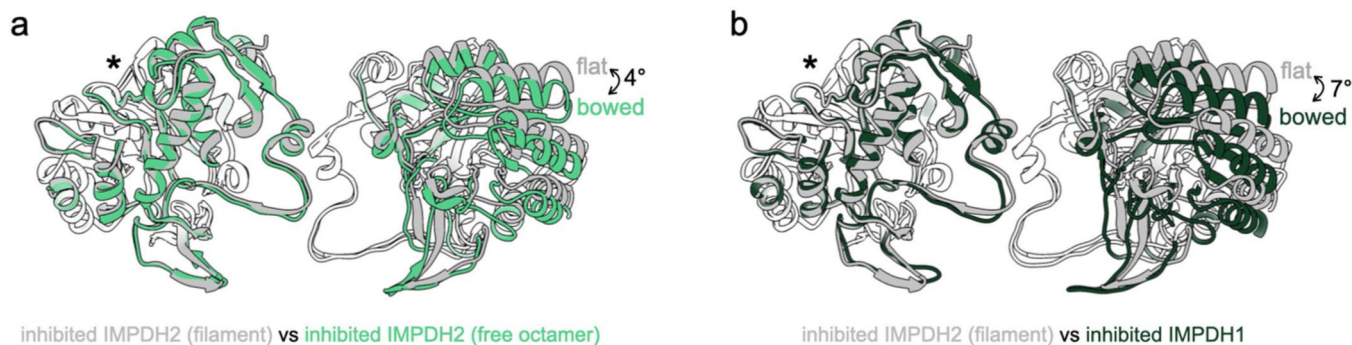 a
*
flat
4°
bowed
inhibited IMPDH2 (filament) vs inhibited IMPDH2 (free octamer)
b
*
flat
7°
bowed
inhibited IMPDH2 (filament) vs inhibited IMPDH1